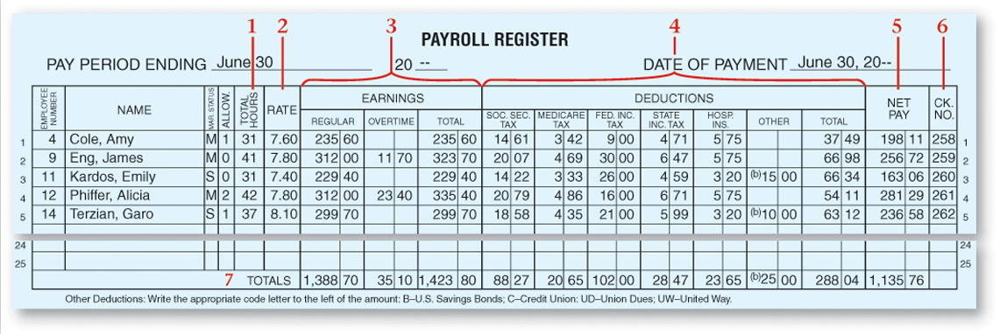 1 2 3 4 5 6
PAYROLL REGISTER
PAY PERIOD ENDING June 30 20 -- DATE OF PAYMENT June 30, 20--
EMPLOYEE NUMBER NAME MAR. STATUS ALLOW. TOTAL HOURS RATE EARNINGS DEDUCTIONS NET PAY CK. NO.
REGULAR OVERTIME TOTAL SOC. SEC. TAX MEDICARE TAX FED. INC. TAX STATE INC. TAX HOSP. INS. OTHER TOTAL
1 4 Cole, Amy M 1 31 7.60 235 60 235 60 14 61 3 42 9 00 4 71 5 75 37 49 198 11 258 1
2 9 Eng, James M 0 41 7.80 312 00 11 70 323 70 20 07 4 69 30 00 6 47 5 75 66 98 256 72 259 2
3 11 Kardos, Emily S 0 31 7.40 229 40 229 40 14 22 3 33 26 00 4 59 3 20 (b)15 00 66 34 163 06 260 3
4 12 Phiffer, Alicia M 2 42 7.80 312 00 23 40 335 40 20 79 4 86 16 00 6 71 5 75 54 11 281 29 261 4
5 14 Terzian, Garo S 1 37 8.10 299 70 299 70 18 58 4 35 21 00 5 99 3 20 (b)10 00 63 12 236 58 262 5
24 24
25 25
7 TOTALS 1,388 70 35 10 1,423 80 88 27 20 65 102 00 28 47 23 65 (b)25 00 288 04 1,135 76
Other Deductions: Write the appropriate code letter to the left of the amount: B–U.S. Savings Bonds; C–Credit Union: UD–Union Dues; UW–United Way.